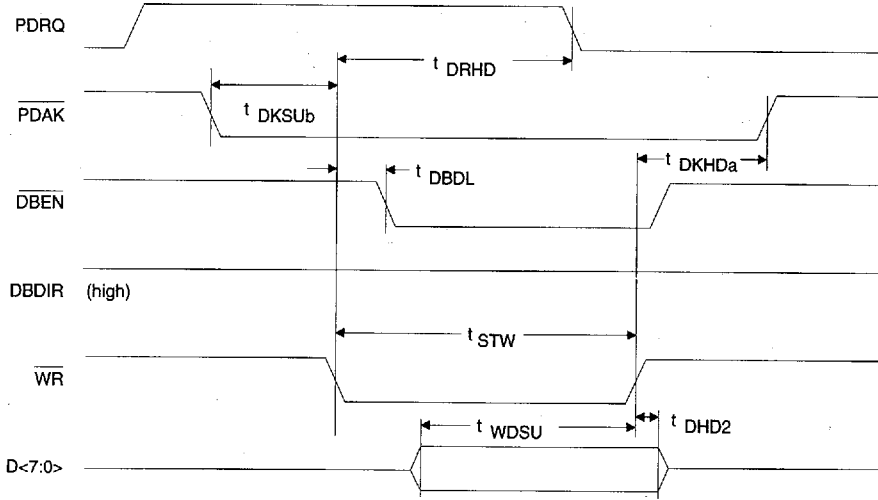 PDRQ
t DRHD
PDAK
t DKSUb
t DKHDa
DBEN
t DBDL
DBDIR (high)
t STW
WR
t WDSU
t DHD2
D<7:0>